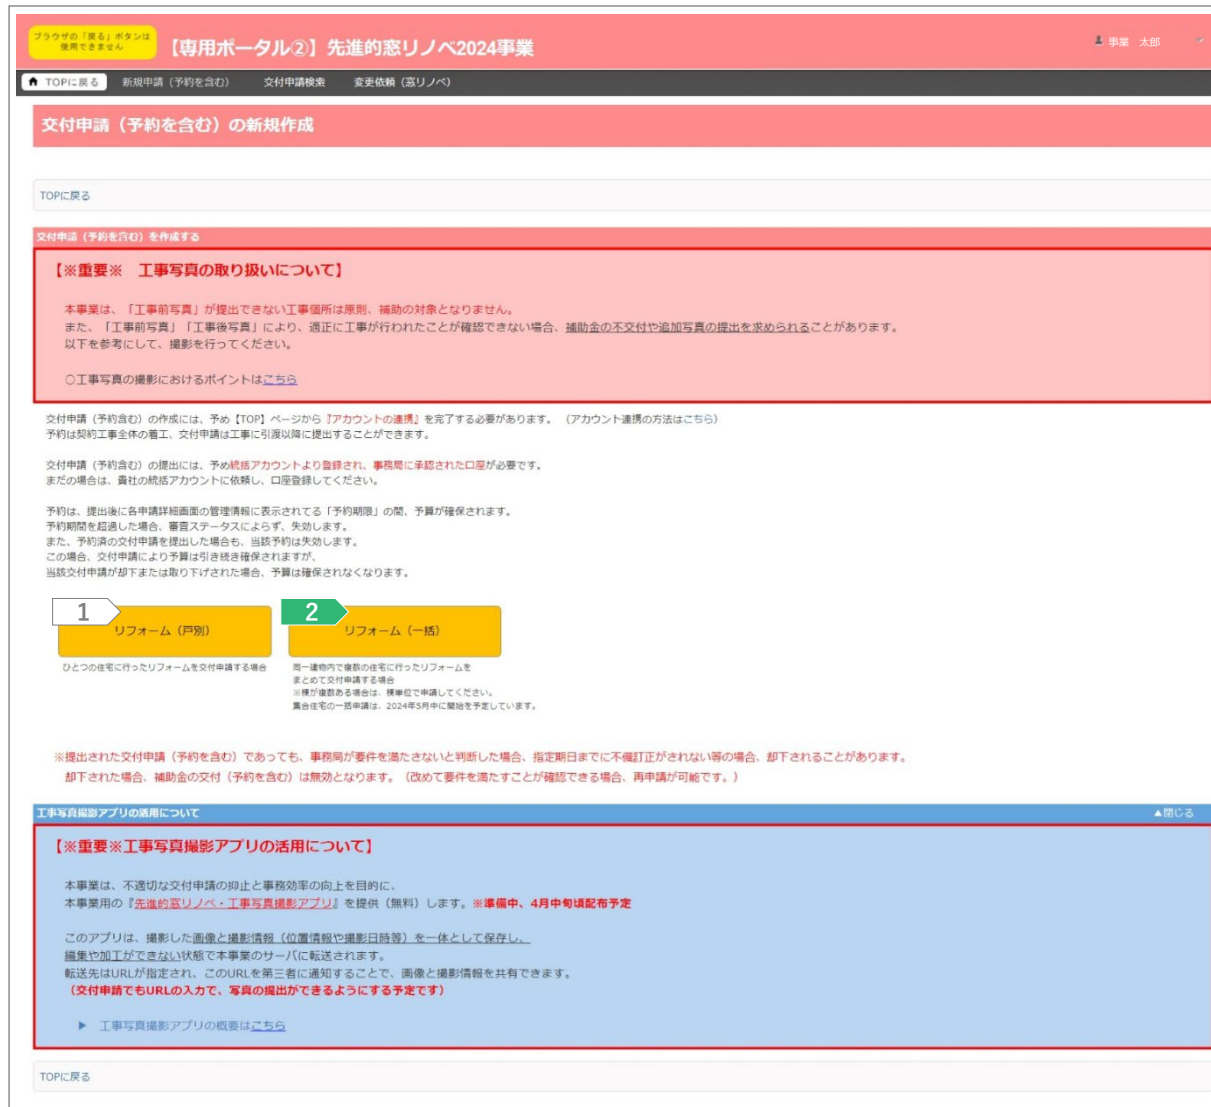 ブラウザの「戻る」ボタンは
使用できません
【専用ポータル②】先進的窓リノベ2024事業
事業 太郎
TOPに戻る 新規申請（予約を含む） 交付申請検索 変更依頼（窓リノベ）
交付申請（予約を含む）の新規作成
TOPに戻る
交付申請（予約を含む）を作成する
【※重要※ 工事写真の取り扱いについて】
本事業は、「工事前写真」が提出できない工事個所は原則、補助の対象となりません。
また、「工事前写真」「工事後写真」により、適正に工事が行われたことが確認できない場合、補助金の不交付や追加写真の提出を求められることがあります。
以下を参考にして、撮影を行ってください。
○工事写真の撮影におけるポイントはこちら
交付申請（予約含む）の作成には、予め【TOP】ページから『アカウントの連携』を完了する必要があります。（アカウント連携の方法はこちら）
予約は契約工事全体の着工、交付申請は工事に引渡以降に提出することができます。
交付申請（予約含む）の提出には、予め統括アカウントより登録され、事務局に承認された口座が必要です。
まだの場合は、貴社の統括アカウントに依頼し、口座登録してください。
予約は、提出後に各申請詳細画面の管理情報に表示されてる「予約期限」の間、予算が確保されます。
予約期間を超過した場合、審査ステータスによらず、失効します。
また、予約済の交付申請を提出した場合も、当該予約は失効します。
この場合、交付申請により予算は引き続き確保されますが、
当該交付申請が却下または取り下げされた場合、予算は確保されなくなります。
1 2
リフォーム（戸別） リフォーム（一括）
ひとつの住宅に行ったリフォームを交付申請する場合
同一建物内で複数の住宅に行ったリフォームを
まとめて交付申請する場合
※棟が複数ある場合は、棟単位で申請してください。
集合住宅の一括申請は、2024年5月中に開始を予定しています。
※提出された交付申請（予約を含む）であっても、事務局が要件を満たさないと判断した場合、指定期日までに不備訂正がされない等の場合、却下されることがあります。
却下された場合、補助金の交付（予約を含む）は無効となります。（改めて要件を満たすことが確認できる場合、再申請が可能です。）
工事写真撮影アプリの活用について ▲閉じる
【※重要※工事写真撮影アプリの活用について】
本事業は、不適切な交付申請の抑止と事務効率の向上を目的に、
本事業用の『先進的窓リノベ・工事写真撮影アプリ』を提供（無料）します。※準備中、4月中旬頃配布予定
このアプリは、撮影した画像と撮影情報（位置情報や撮影日時等）を一体として保存し、
編集や加工ができない状態で本事業のサーバに転送されます。
転送先はURLが指定され、このURLを第三者に通知することで、画像と撮影情報を共有できます。
（交付申請でもURLの入力で、写真の提出ができるようにする予定です）
▶ 工事写真撮影アプリの概要はこちら
TOPに戻る